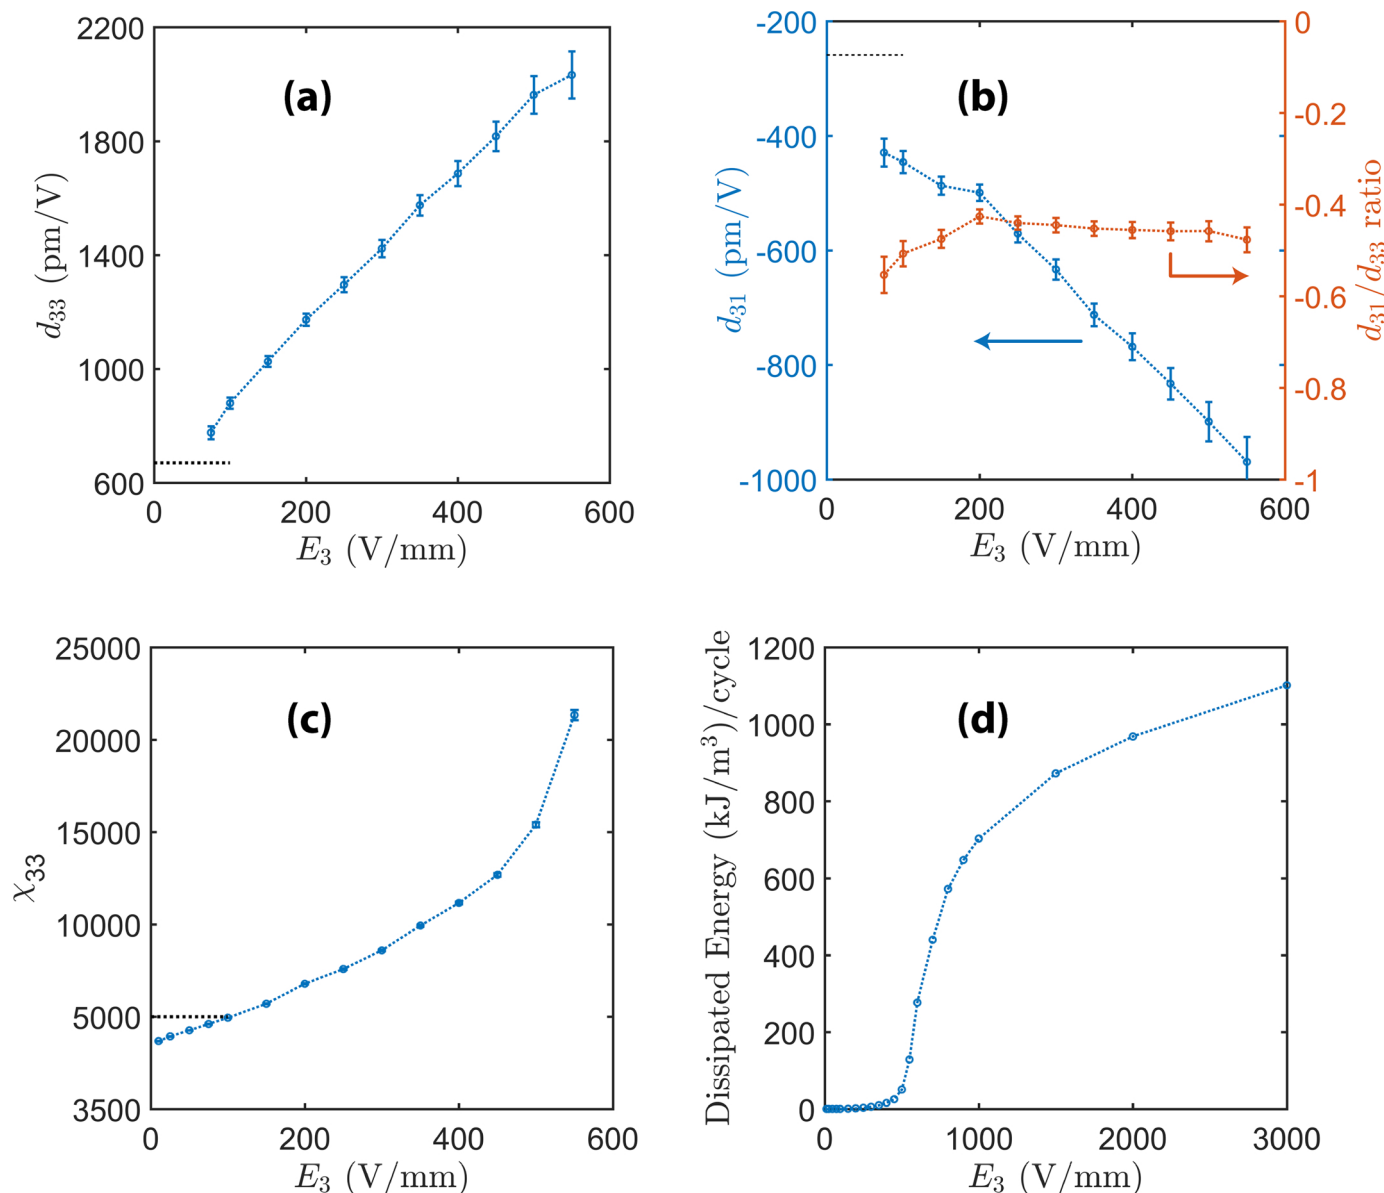 (a)
2200
1800
1400
1000
600
0 200 400 600
d33 (pm/V)
E3 (V/mm)
(b)
-200
-400
-600
-800
-1000
0 200 400 600
0
-0.2
-0.4
-0.6
-0.8
-1
d31 (pm/V)
d31/d33 ratio
E3 (V/mm)
(c)
25000
20000
15000
10000
5000
3500
0 200 400 600
χ33
E3 (V/mm)
(d)
1200
1000
800
600
400
200
0
0 1000 2000 3000
Dissipated Energy (kJ/m³)/cycle
E3 (V/mm)